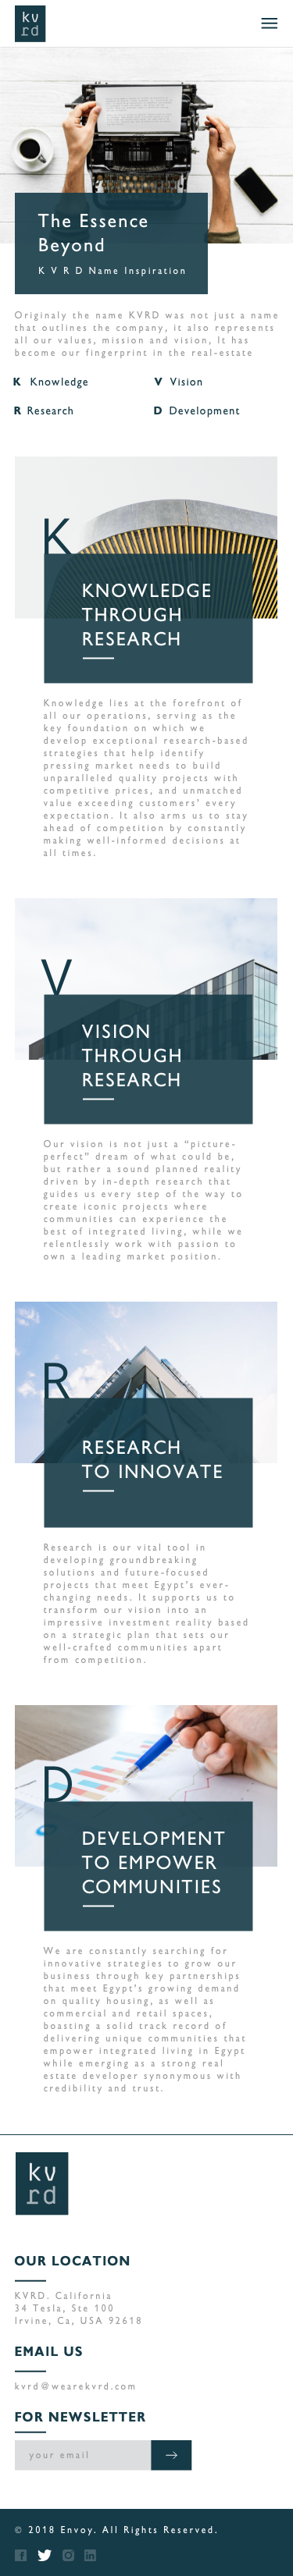 kv
rd
The Essence
Beyond
K V R D Name Inspiration
Originaly the name KVRD was not just a name
that outlines the company, it also represents
all our values, mission and vision, It has
become our fingerprint in the real-estate
K Knowledge
V Vision
R Research
D Development
K
KNOWLEDGE
THROUGH
RESEARCH
Knowledge lies at the forefront of
all our operations, serving as the
key foundation on which we
develop exceptional research-based
strategies that help identify
pressing market needs to build
unparalleled quality projects with
competitive prices, and unmatched
value exceeding customers' every
expectation. It also arms us to stay
ahead of competition by constantly
making well-informed decisions at
all times.
V
VISION
THROUGH
RESEARCH
Our vision is not just a “picture-
perfect” dream of what could be,
but rather a sound planned reality
driven by in-depth research that
guides us every step of the way to
create iconic projects where
communities can experience the
best of integrated living, while we
relentlessly work with passion to
own a leading market position.
R
RESEARCH
TO INNOVATE
Research is our vital tool in
developing groundbreaking
solutions and future-focused
projects that meet Egypt's ever-
changing needs. It supports us to
transform our vision into an
impressive investment reality based
on a strategic plan that sets our
well-crafted communities apart
from competition.
D
DEVELOPMENT
TO EMPOWER
COMMUNITIES
We are constantly searching for
innovative strategies to grow our
business through key partnerships
that meet Egypt's growing demand
on quality housing, as well as
commercial and retail spaces,
boasting a solid track record of
delivering unique communities that
empower integrated living in Egypt
while emerging as a strong real
estate developer synonymous with
credibility and trust.
kv
rd
OUR LOCATION
KVRD. California
34 Tesla, Ste 100
Irvine, Ca, USA 92618
EMAIL US
kvrd@wearekvrd.com
FOR NEWSLETTER
your email
© 2018 Envoy. All Rights Reserved.